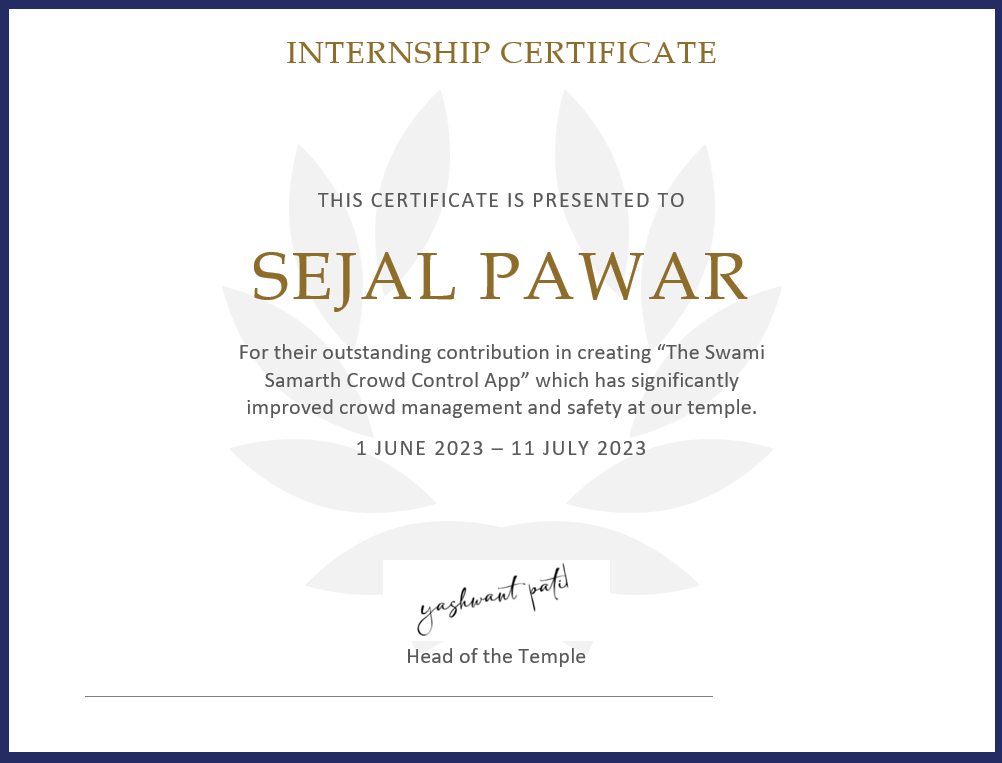 INTERNSHIP CERTIFICATE
THIS CERTIFICATE IS PRESENTED TO
SEJAL PAWAR
For their outstanding contribution in creating “The Swami
Samarth Crowd Control App” which has significantly
improved crowd management and safety at our temple.
1 JUNE 2023 – 11 JULY 2023
yashwant patil
Head of the Temple